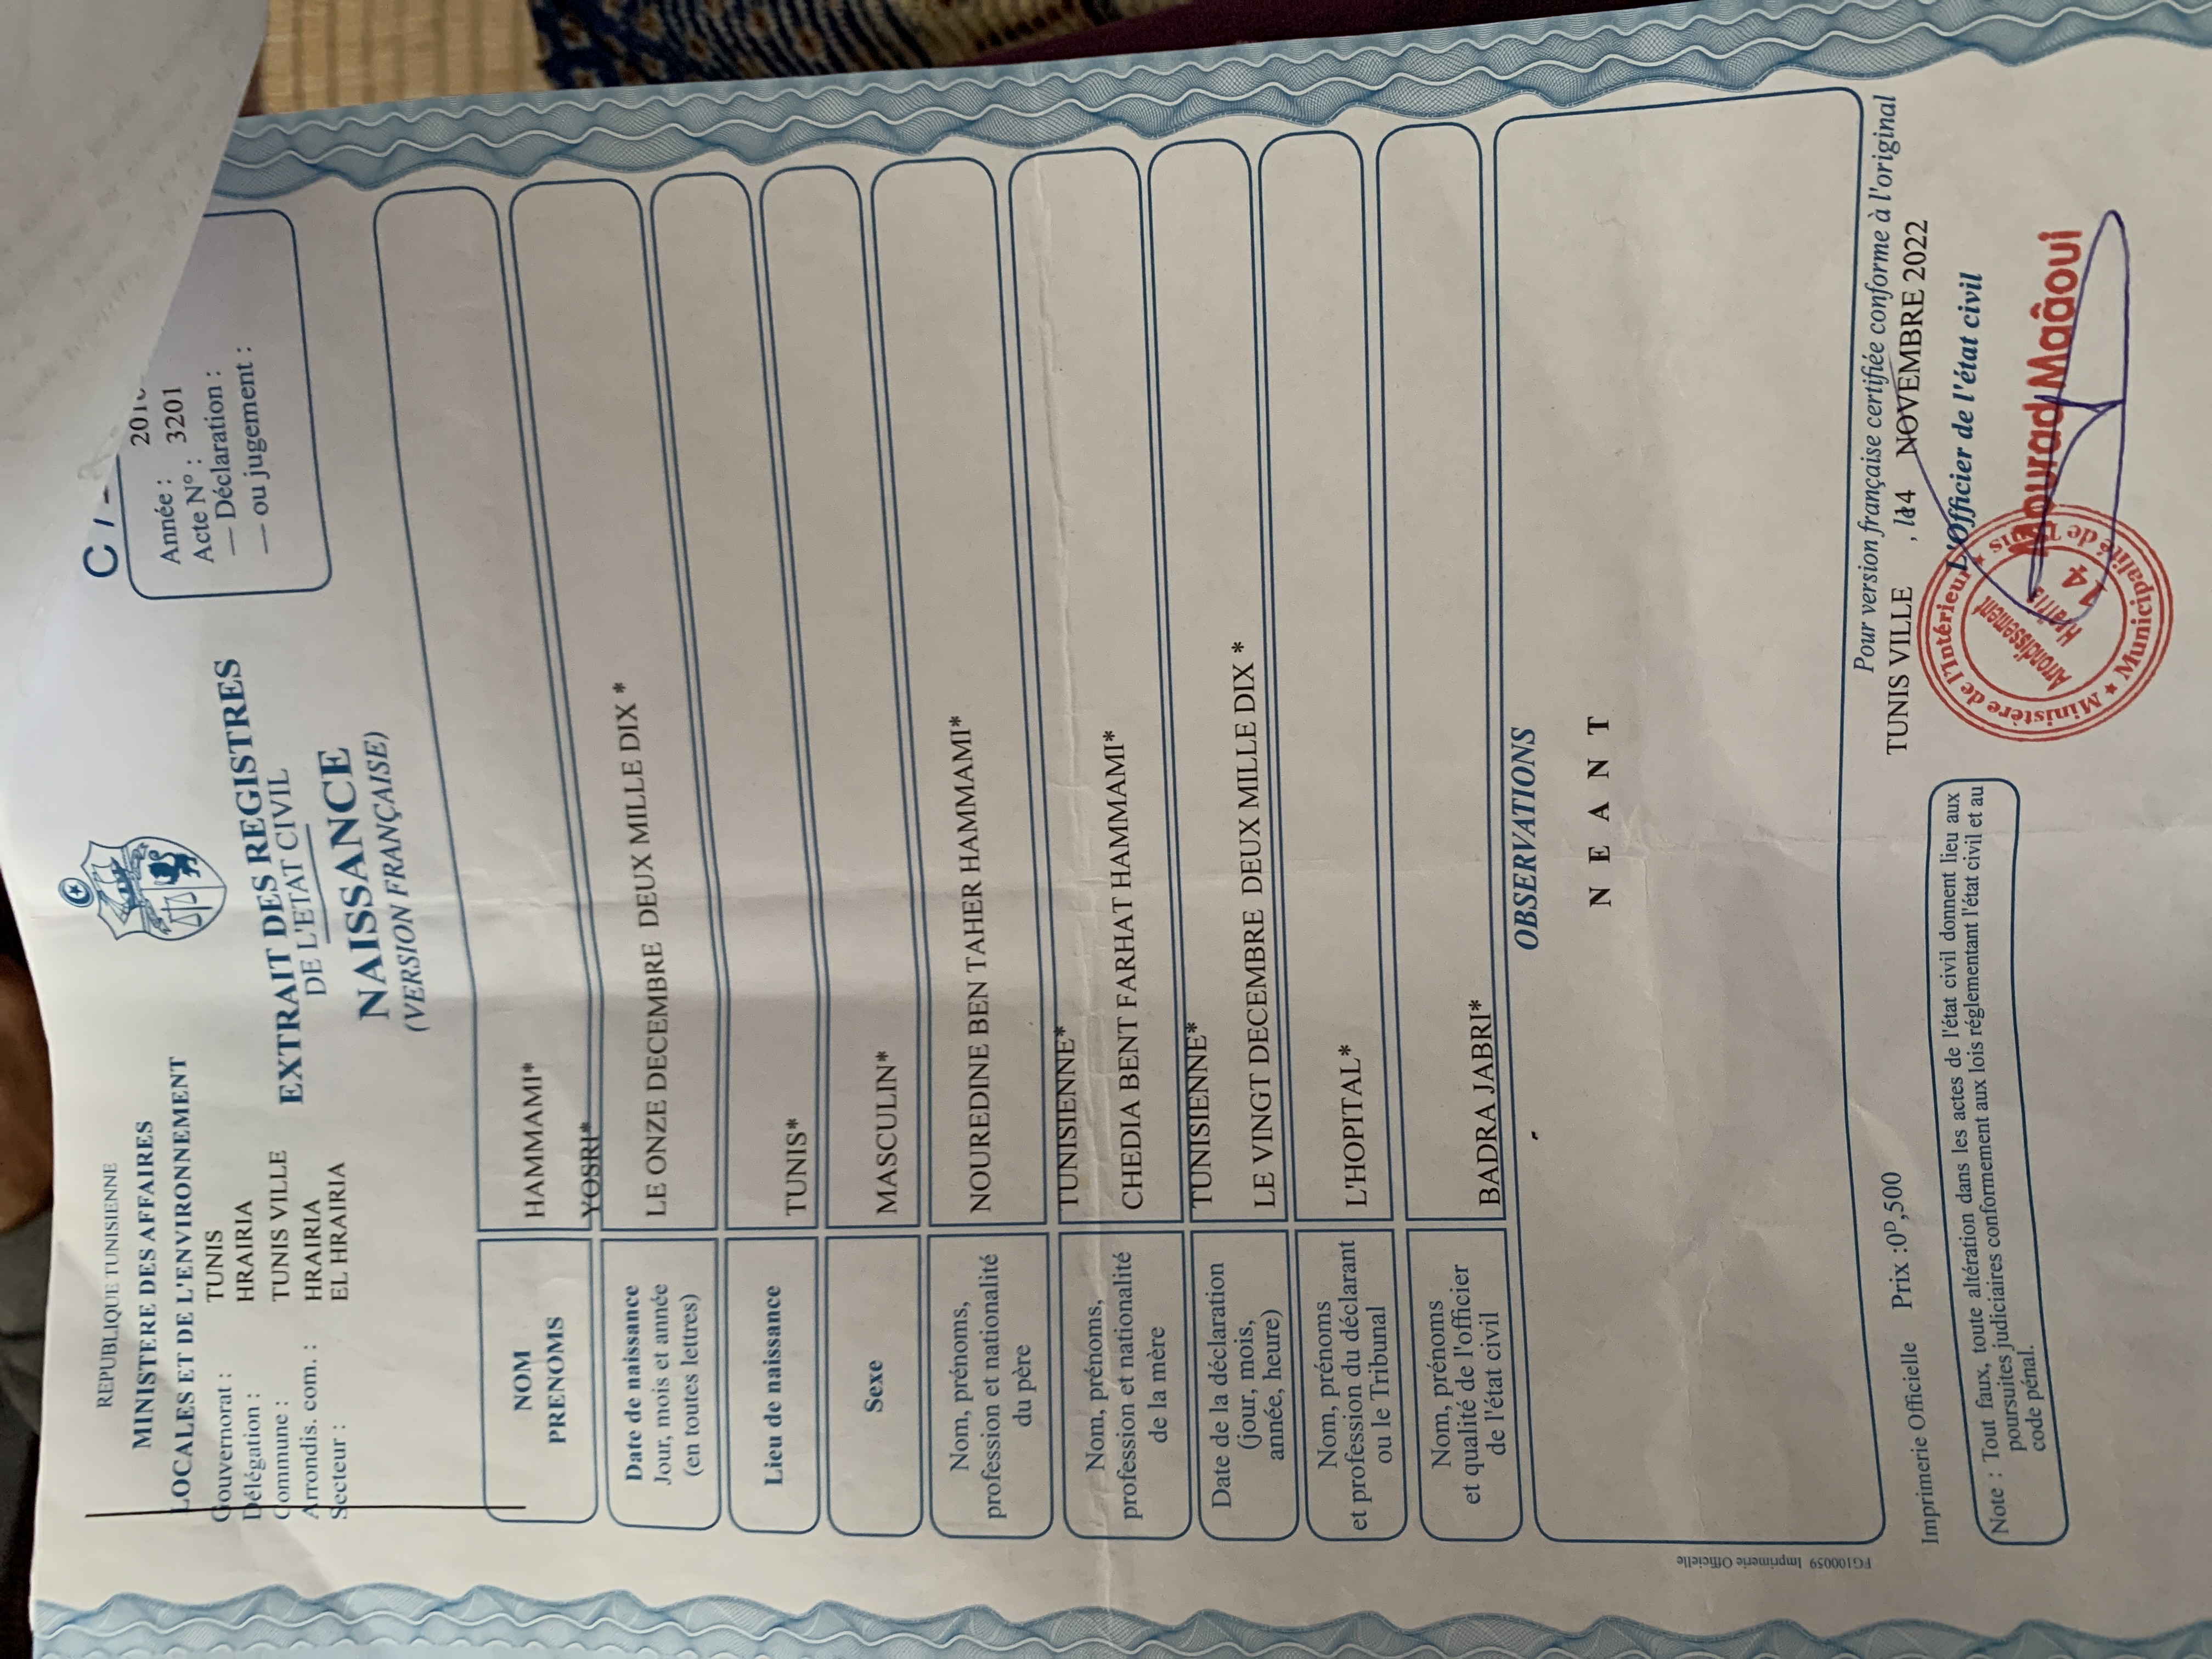 REPUBLIQUE TUNISIENNE
MINISTERE DES AFFAIRES
LOCALES ET DE L'ENVIRONNEMENT
Gouvernorat : TUNIS
Délégation : HRAIRIA
Commune : TUNIS VILLE
Arrondis. com. : HRAIRIA
Secteur : EL HRAIRIA
EXTRAIT DES REGISTRES
DE L'ETAT CIVIL
NAISSANCE
(VERSION FRANÇAISE)
Année :
Acte N° : 3201
— Déclaration :
— ou jugement :
NOM HAMMAMI*
PRENOMS YOSRI*
Date de naissance
Jour, mois et année
(en toutes lettres)
LE ONZE DECEMBRE DEUX MILLE DIX *
Lieu de naissance TUNIS*
Sexe MASCULIN*
Nom, prénoms,
profession et nationalité
du père
NOUREDINE BEN TAHER HAMMAMI*
TUNISIENNE*
Nom, prénoms,
profession et nationalité
de la mère
CHEDIA BENT FARHAT HAMMAMI*
TUNISIENNE*
Date de la déclaration
(jour, mois,
année, heure)
LE VINGT DECEMBRE DEUX MILLE DIX *
Nom, prénoms
et profession du déclarant
ou le Tribunal
L'HOPITAL*
Nom, prénoms
et qualité de l'officier
de l'état civil
BADRA JABRI*
OBSERVATIONS
N E A N T
FG100059 Imprimerie Officielle
Pour version française certifiée conforme à l'original
TUNIS VILLE , le 14 NOVEMBRE 2022
L'Officier de l'état civil
Mourad Maâoui
Ministère de l'Intérieur * Municipalité de Tunis *
Arrondissement
Hrairia
14
Imprimerie Officielle Prix :0ᴰ,500
Note : Tout faux, toute altération dans les actes de l'état civil donnent lieu aux
poursuites judiciaires conformement aux lois réglementant l'état civil et au
code pénal.